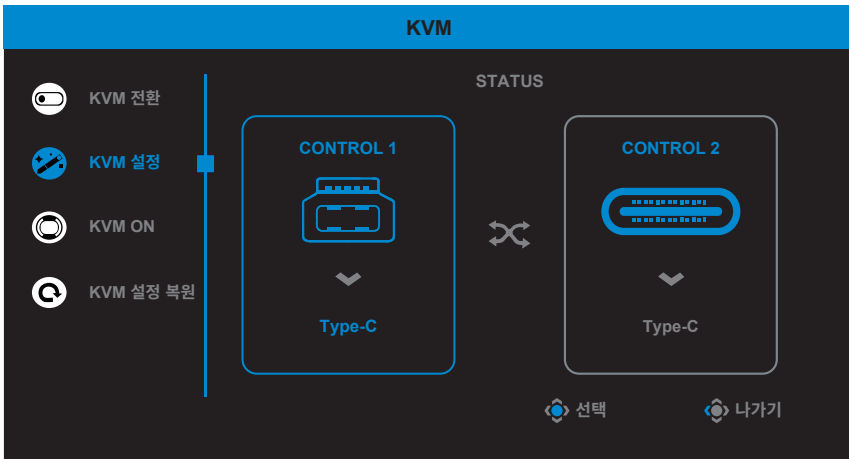 KVM
KVM 전환
KVM 설정
KVM ON
KVM 설정 복원
STATUS
CONTROL 1
Type-C
CONTROL 2
Type-C
선택
나가기